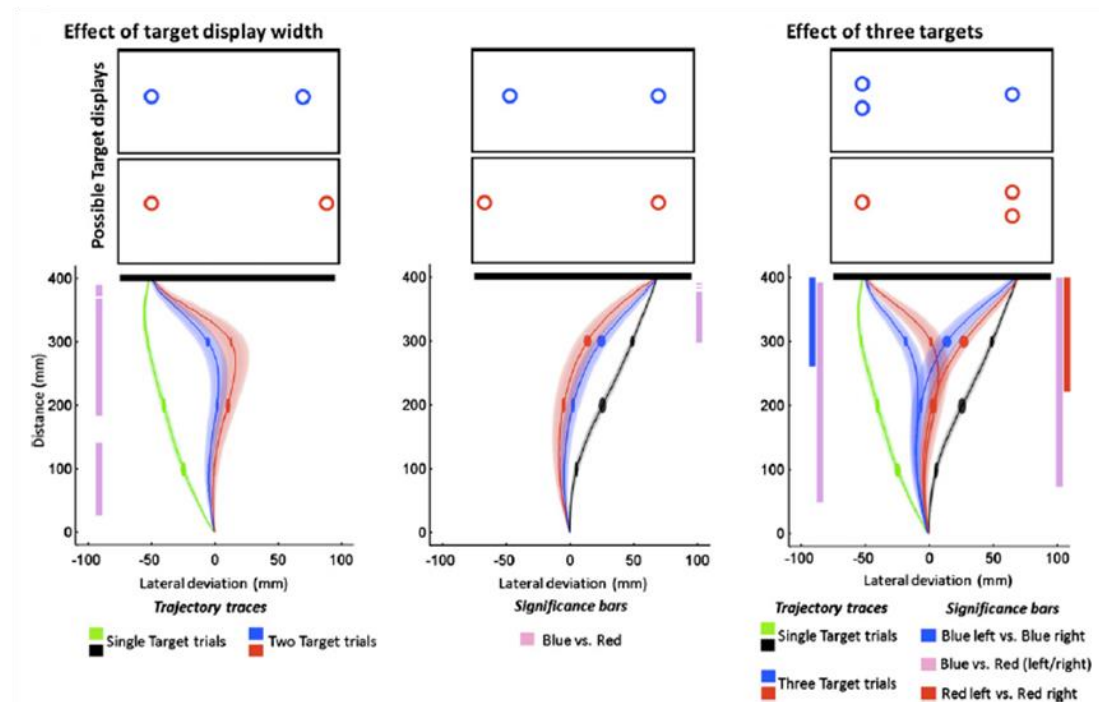 Effect of target display width
Effect of three targets
Possible Target displays
400
300
200
100
0
Distance (mm)
-100 -50 0 50 100
Lateral deviation (mm)
400
300
200
100
0
-100 -50 0 50 100
Lateral deviation (mm)
400
300
200
100
0
-100 -50 0 50 100
Lateral deviation (mm)
Trajectory traces
Single Target trials
Two Target trials
Significance bars
Blue vs. Red
Trajectory traces
Single Target trials
Three Target trials
Significance bars
Blue left vs. Blue right
Blue vs. Red (left/right)
Red left vs. Red right